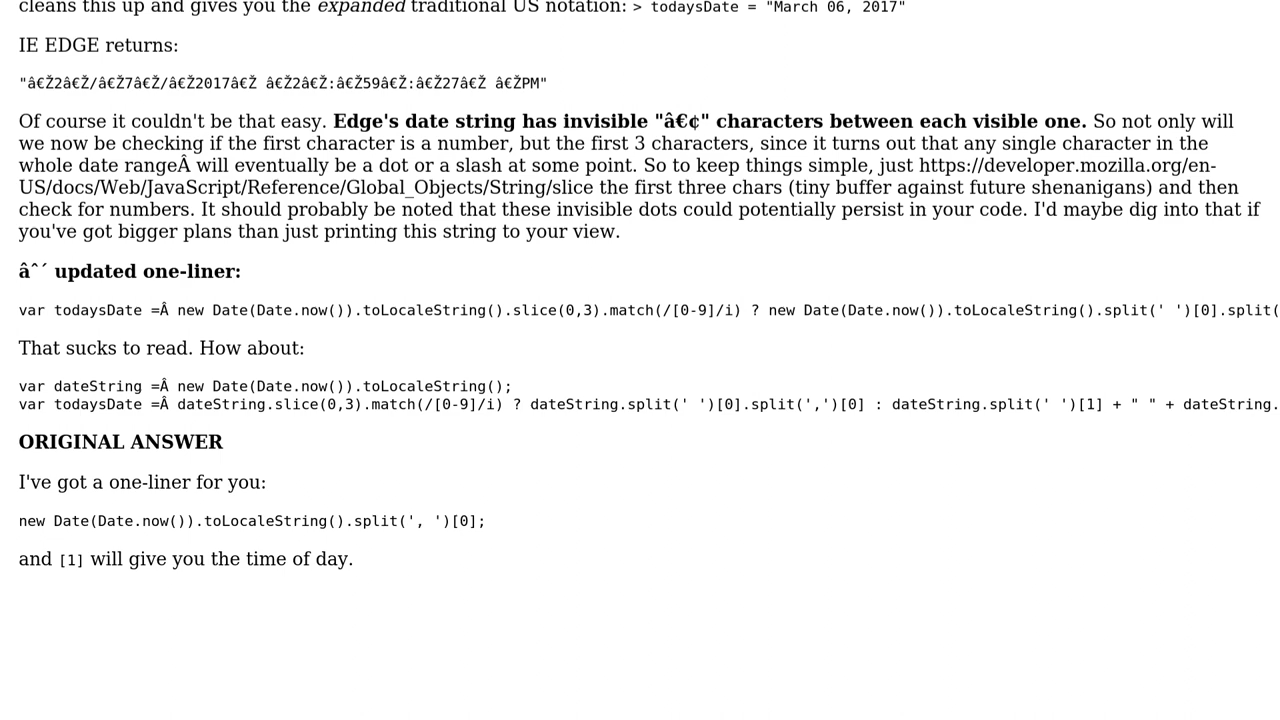 cleans this up and gives you the expanded traditional US notation: > todaysDate = "March 06, 2017"
IE EDGE returns:
"â€Ž2â€Ž/â€Ž7â€Ž/â€Ž2017â€Ž â€Ž2â€Ž:â€Ž59â€Ž:â€Ž27â€Ž â€ŽPM"
Of course it couldn't be that easy. Edge's date string has invisible "â€¢" characters between each visible one. So not only will
we now be checking if the first character is a number, but the first 3 characters, since it turns out that any single character in the
whole date rangeÂ will eventually be a dot or a slash at some point. So to keep things simple, just https://developer.mozilla.org/en-
US/docs/Web/JavaScript/Reference/Global_Objects/String/slice the first three chars (tiny buffer against future shenanigans) and then
check for numbers. It should probably be noted that these invisible dots could potentially persist in your code. I'd maybe dig into that if
you've got bigger plans than just printing this string to your view.
âˆ´ updated one-liner:
var todaysDate =Â new Date(Date.now()).toLocaleString().slice(0,3).match(/[0-9]/i) ? new Date(Date.now()).toLocaleString().split(' ')[0].split(
That sucks to read. How about:
var dateString =Â new Date(Date.now()).toLocaleString();
var todaysDate =Â dateString.slice(0,3).match(/[0-9]/i) ? dateString.split(' ')[0].split(',')[0] : dateString.split(' ')[1] + " " + dateString.
ORIGINAL ANSWER
I've got a one-liner for you:
new Date(Date.now()).toLocaleString().split(', ')[0];
and [1] will give you the time of day.